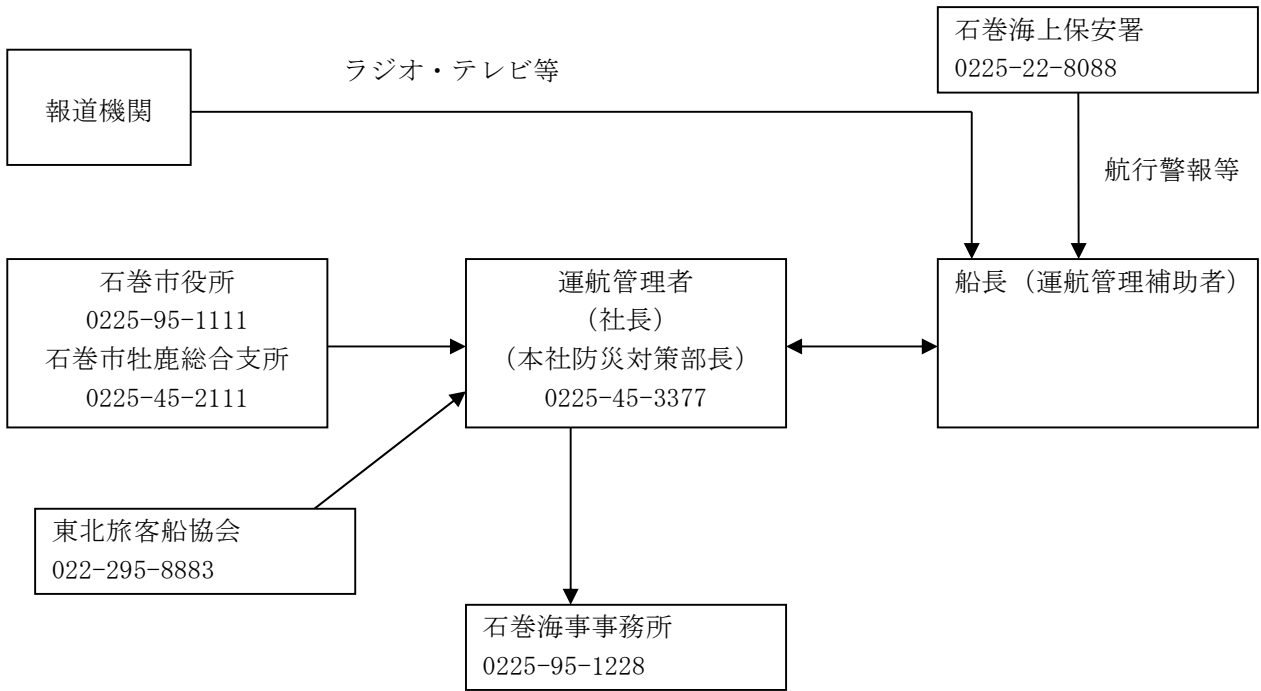 石巻海上保安署
0225-22-8088
ラジオ・テレビ等
報道機関
航行警報等
石巻市役所
0225-95-1111
石巻市牡鹿総合支所
0225-45-2111
運航管理者
（社長）
（本社防災対策部長）
0225-45-3377
船長（運航管理補助者）
東北旅客船協会
022-295-8883
石巻海事事務所
0225-95-1228